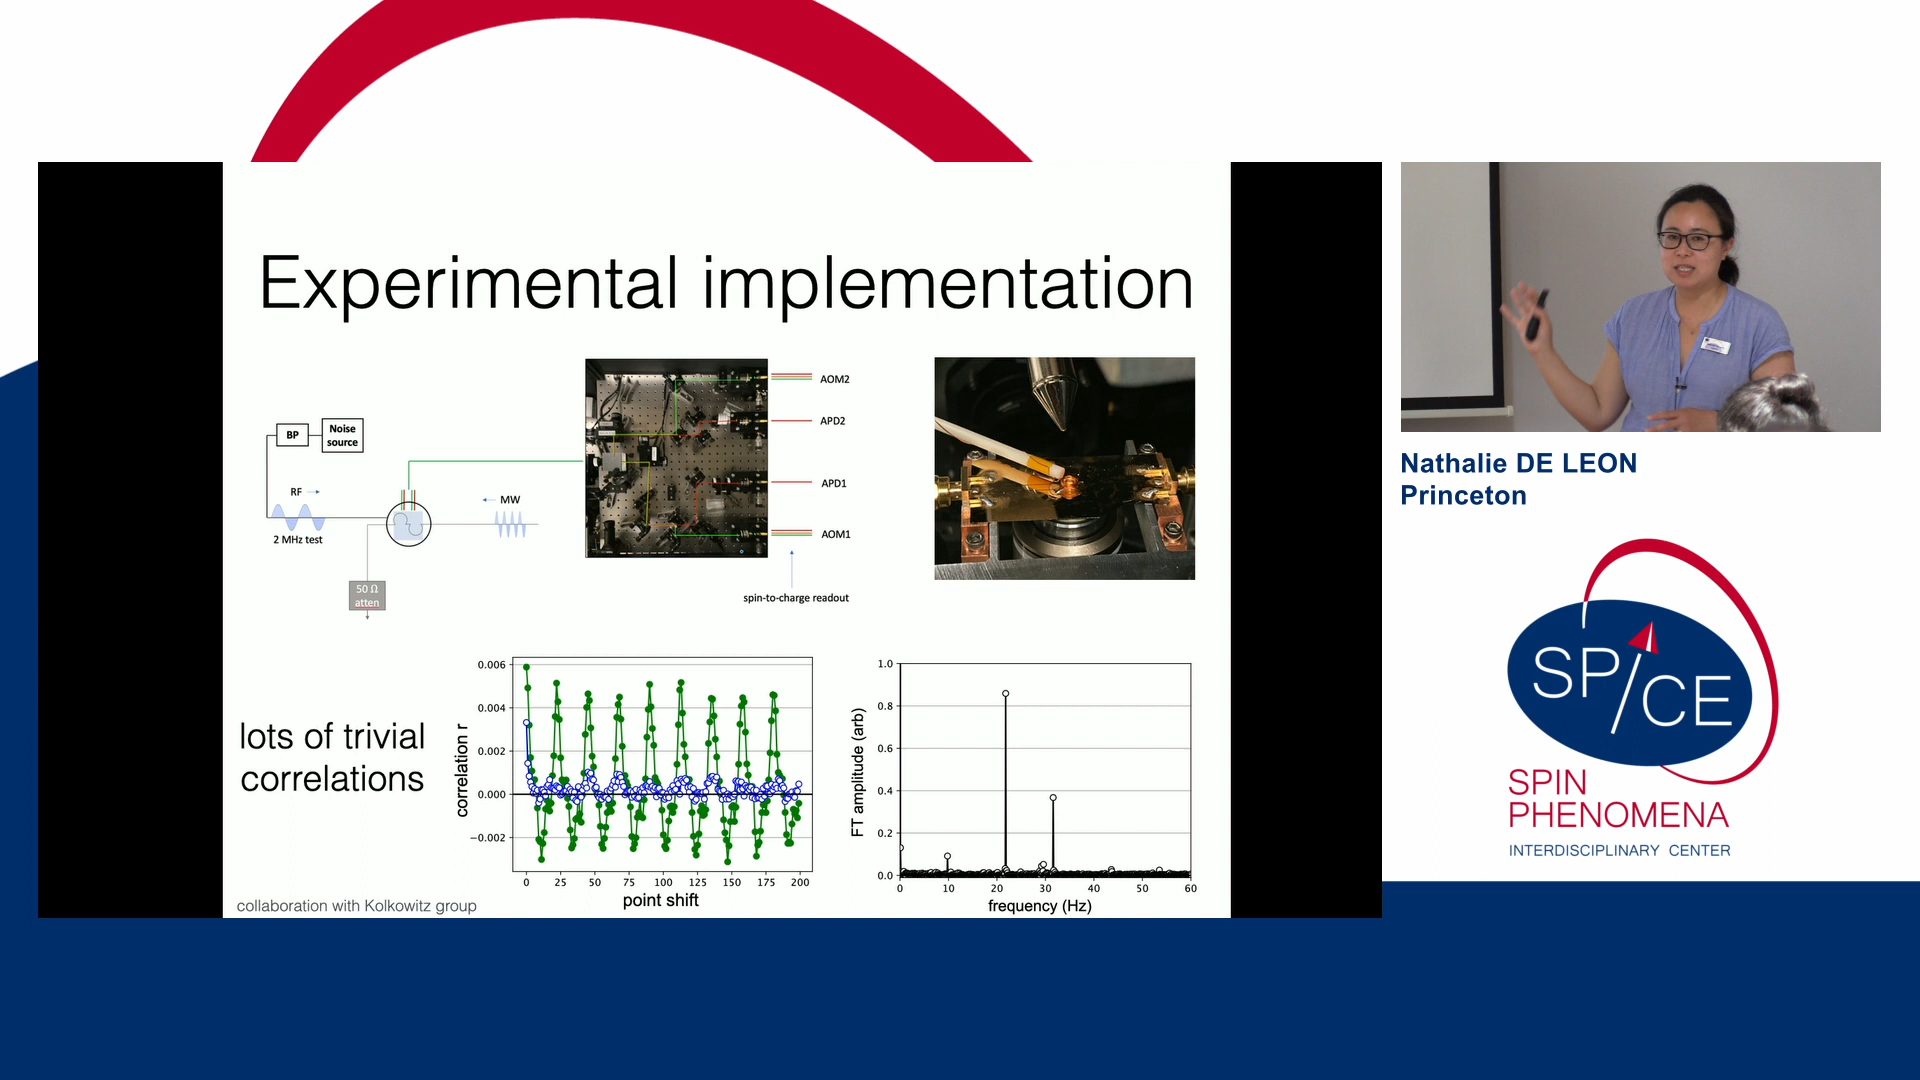 Experimental implementation
BP
Noise
source
RF
2 MHz test
MW
50 Ω
atten
AOM2
APD2
APD1
AOM1
spin-to-charge readout
lots of trivial
correlations
correlation r
0.006
0.004
0.002
0.000
−0.002
0 25 50 75 100 125 150 175 200
point shift
FT amplitude (arb)
1.0
0.8
0.6
0.4
0.2
0.0
0 10 20 30 40 50 60
frequency (Hz)
collaboration with Kolkowitz group
Nathalie DE LEON
Princeton
SPICE
SPIN
PHENOMENA
INTERDISCIPLINARY CENTER